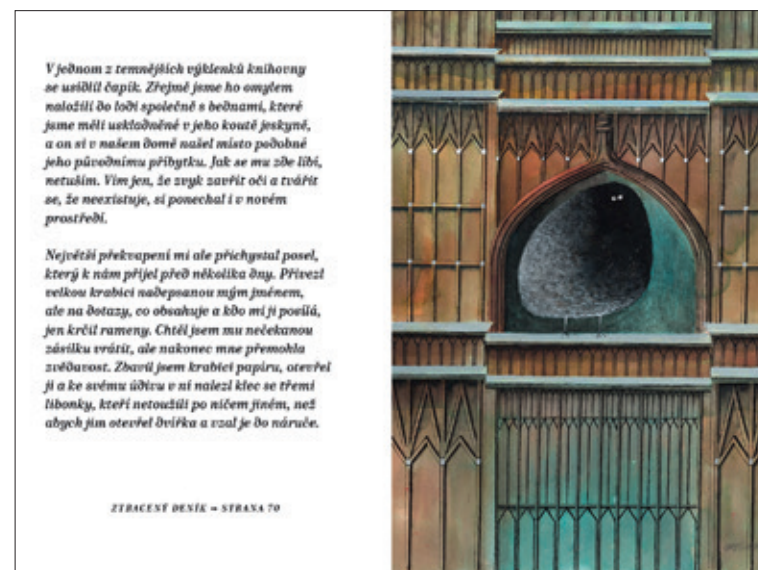 V jednom z temnějších výklenků knihovny
se usídlil čapík. Zřejmě jsme ho omylem
naložili do lodi společně s bednami, které
jsme měli uskladněné v jeho koutě jeskyně,
a on si v našem domě našel místo podobné
jeho původnímu příbytku. Jak se mu zde líbí,
netuším. Vím jen, že zvyk zavřít oči a tvářit
se, že neexistuje, si ponechal i v novém
prostředí.
Největší překvapení mi ale přichystal posel,
který k nám přijel před několika dny. Přivezl
velkou krabici nadepsanou mým jménem,
ale na dotazy, co obsahuje a kdo mi ji posílá,
jen krčil rameny. Chtěl jsem mu nečekanou
zásilku vrátit, ale nakonec mne přemohla
zvědavost. Zbavil jsem krabici papíru, otevřel
ji a ke svému údivu v ní nalezl klec se třemi
libonky, kteří netoužili po ničem jiném, než
abych jim otevřel dvířka a vzal je do náruče.
ZTRACENÝ DENÍK – STRANA 70